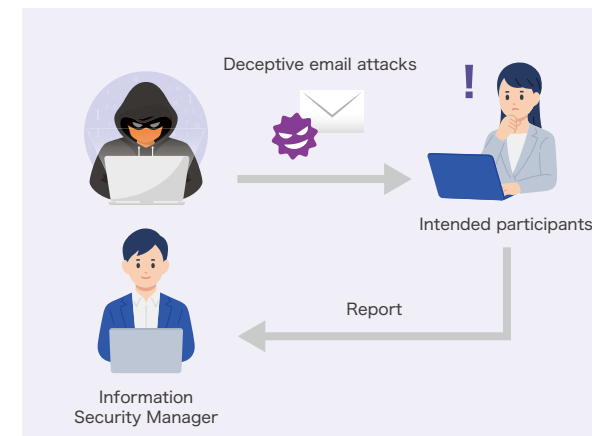 Deceptive email attacks
!
Intended participants
Report
Information
Security Manager